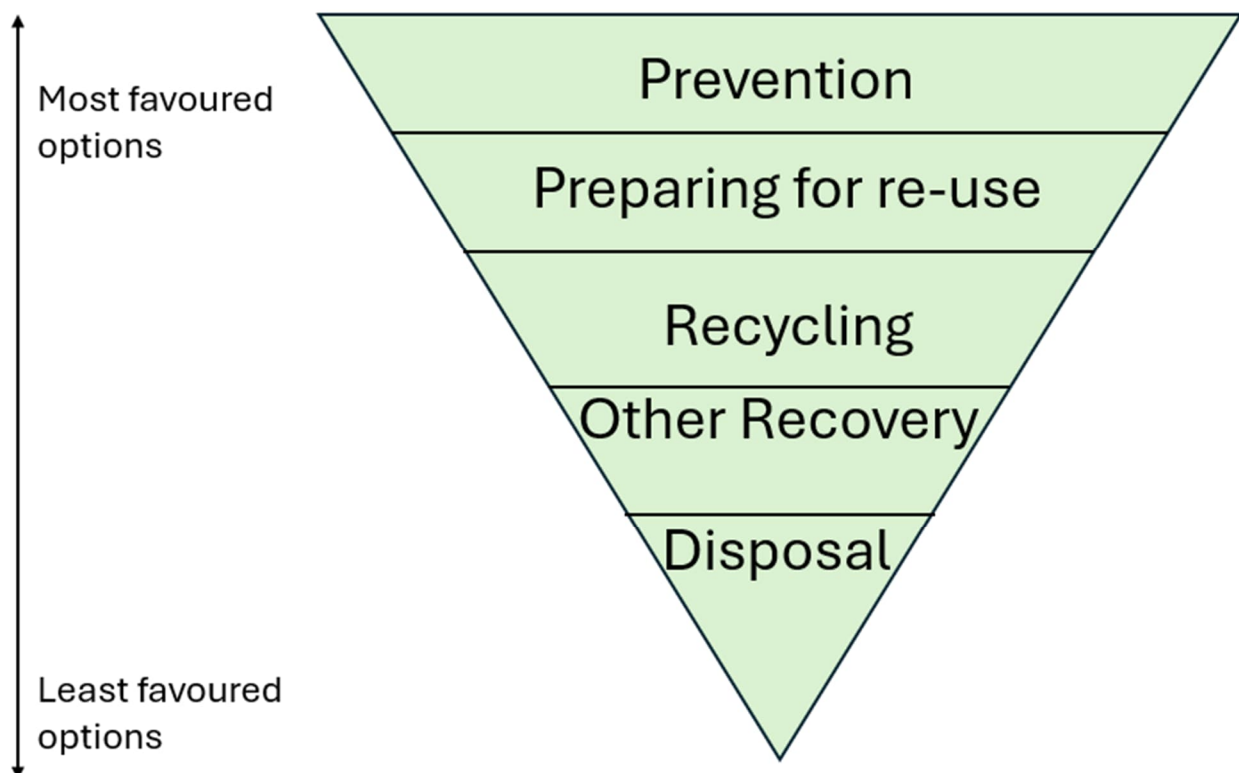 Most favoured
options
Prevention
Preparing for re-use
Recycling
Other Recovery
Disposal
Least favoured
options